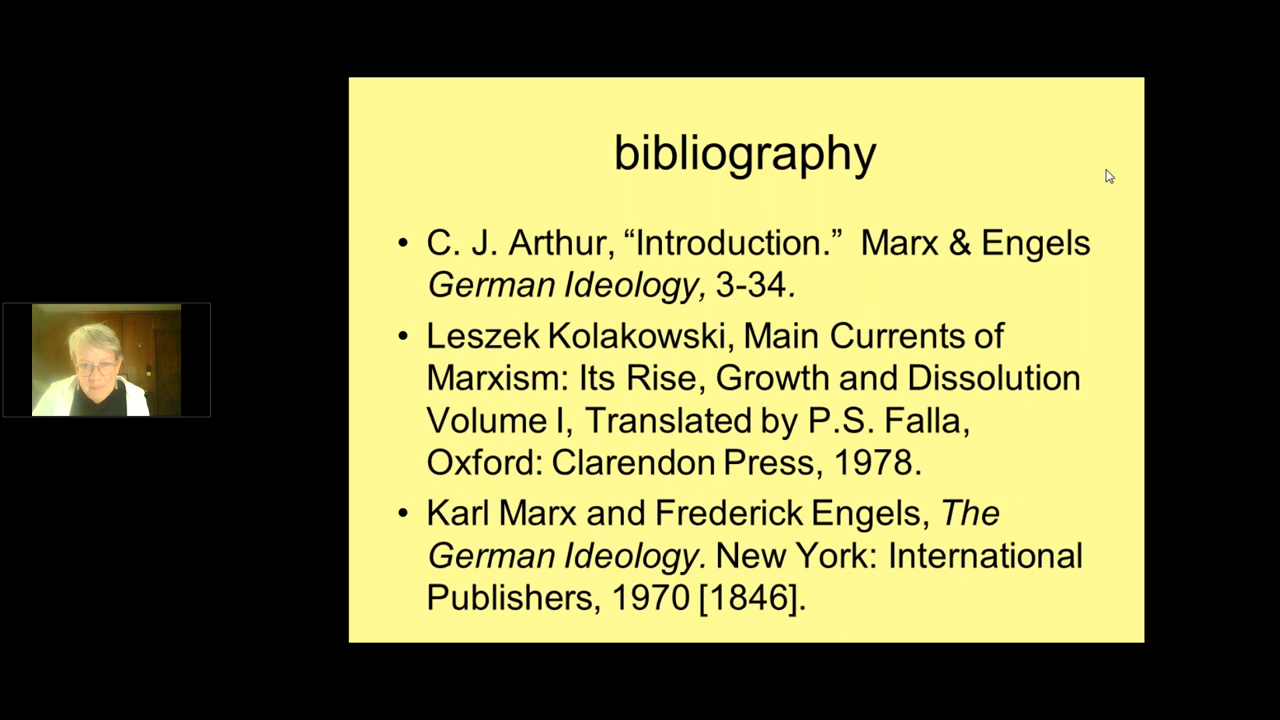 bibliography
• C. J. Arthur, “Introduction.”  Marx & Engels
German Ideology, 3-34.
• Leszek Kolakowski, Main Currents of
Marxism: Its Rise, Growth and Dissolution
Volume I, Translated by P.S. Falla,
Oxford: Clarendon Press, 1978.
• Karl Marx and Frederick Engels, The
German Ideology. New York: International
Publishers, 1970 [1846].